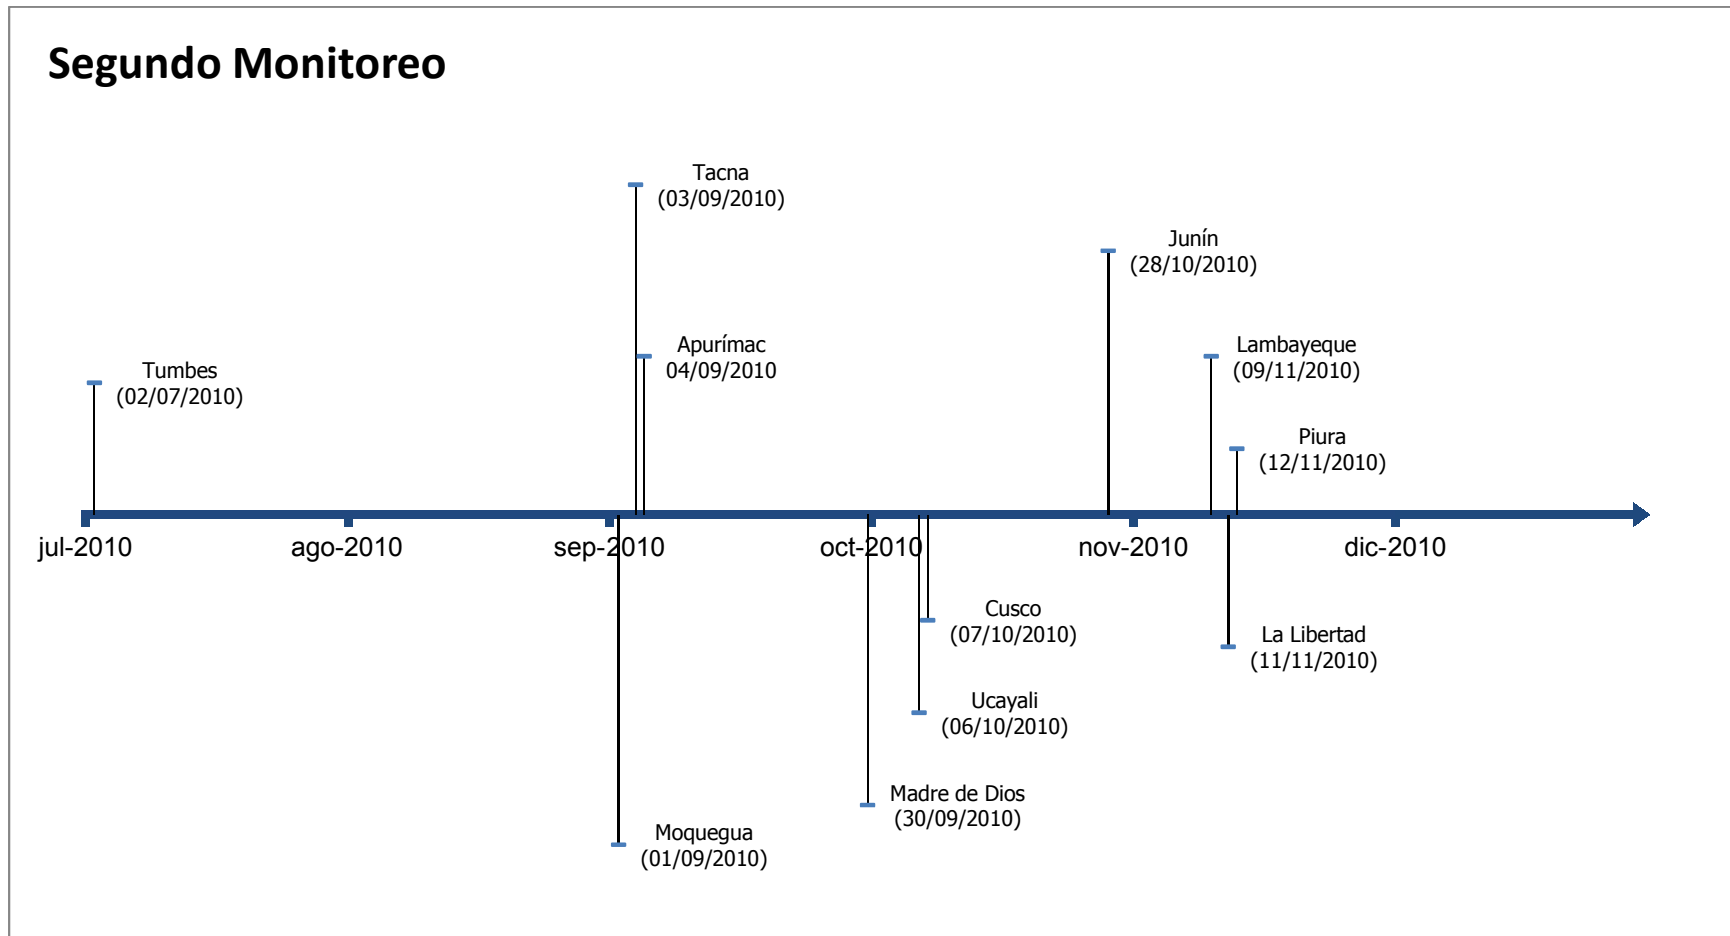 Segundo Monitoreo
Tacna
(03/09/2010)
Junín
(28/10/2010)
Apurímac
04/09/2010
Lambayeque
(09/11/2010)
Tumbes
(02/07/2010)
Piura
(12/11/2010)
jul-2010
ago-2010
sep-2010
oct-2010
nov-2010
dic-2010
Cusco
(07/10/2010)
La Libertad
(11/11/2010)
Ucayali
(06/10/2010)
Madre de Dios
(30/09/2010)
Moquegua
(01/09/2010)